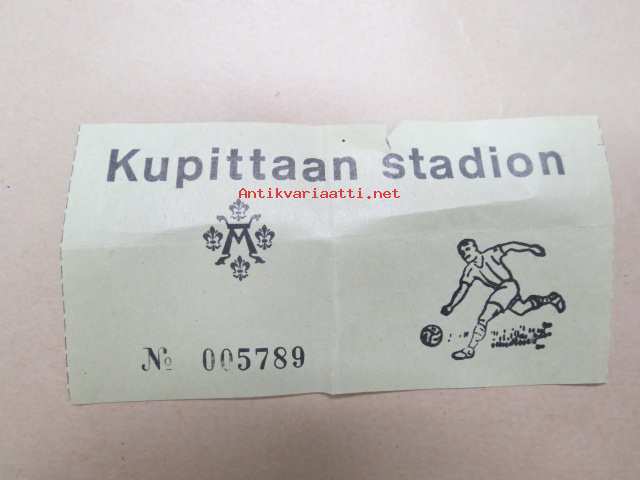 Kupittaan stadion
Antikvariaatti.net
A
№ 005789